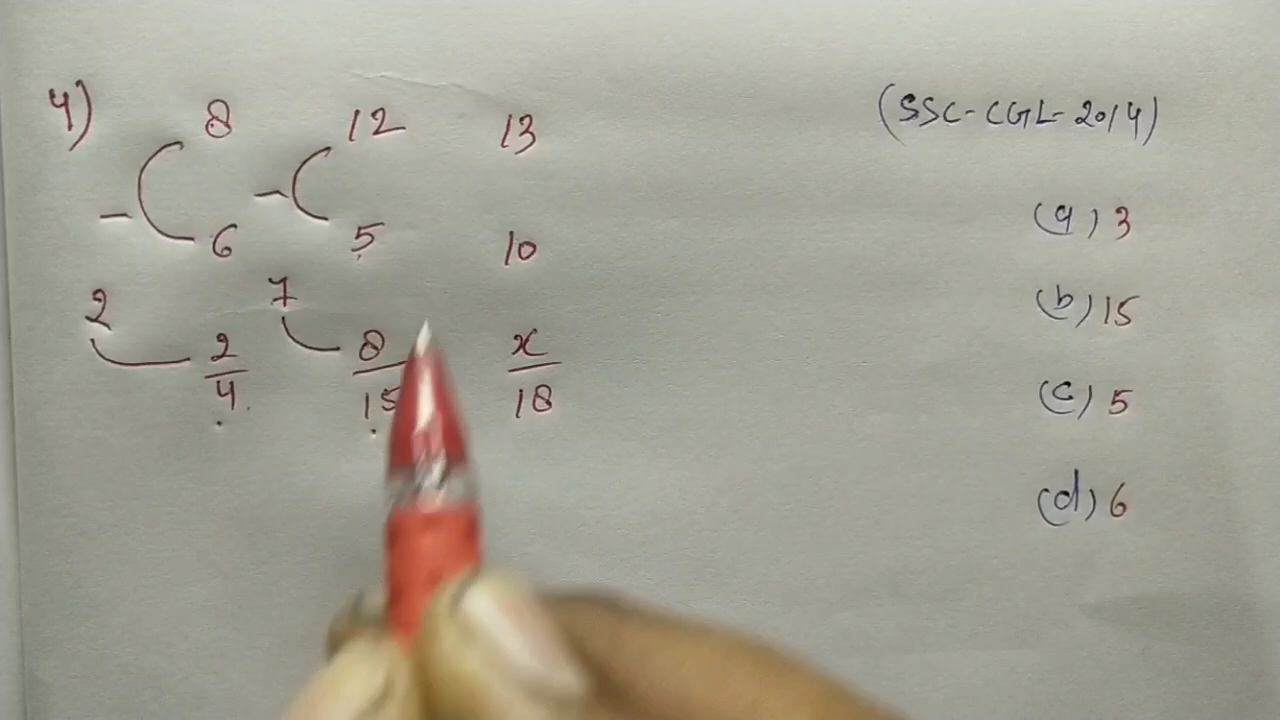 4) 8 12 13 (SSC-CGL-2014)
- - (a) 3
6 5 10
2 7 (b) 15
2 8 x
4 15 18 (c) 5
(d) 6